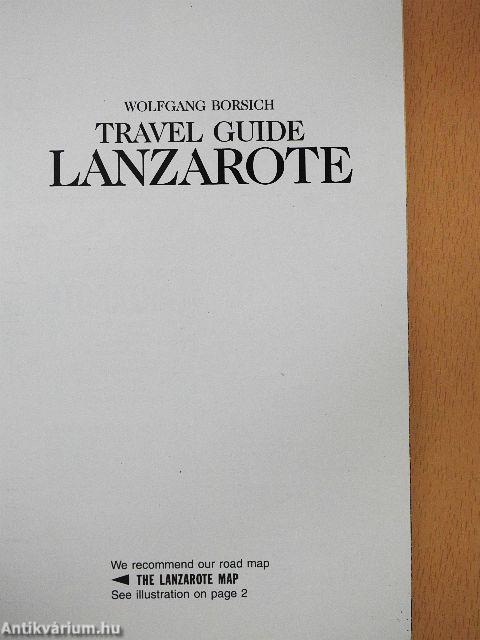 WOLFGANG BORSICH
TRAVEL GUIDE
LANZAROTE
We recommend our road map
◄ THE LANZAROTE MAP
See illustration on page 2
Antikvárium.hu